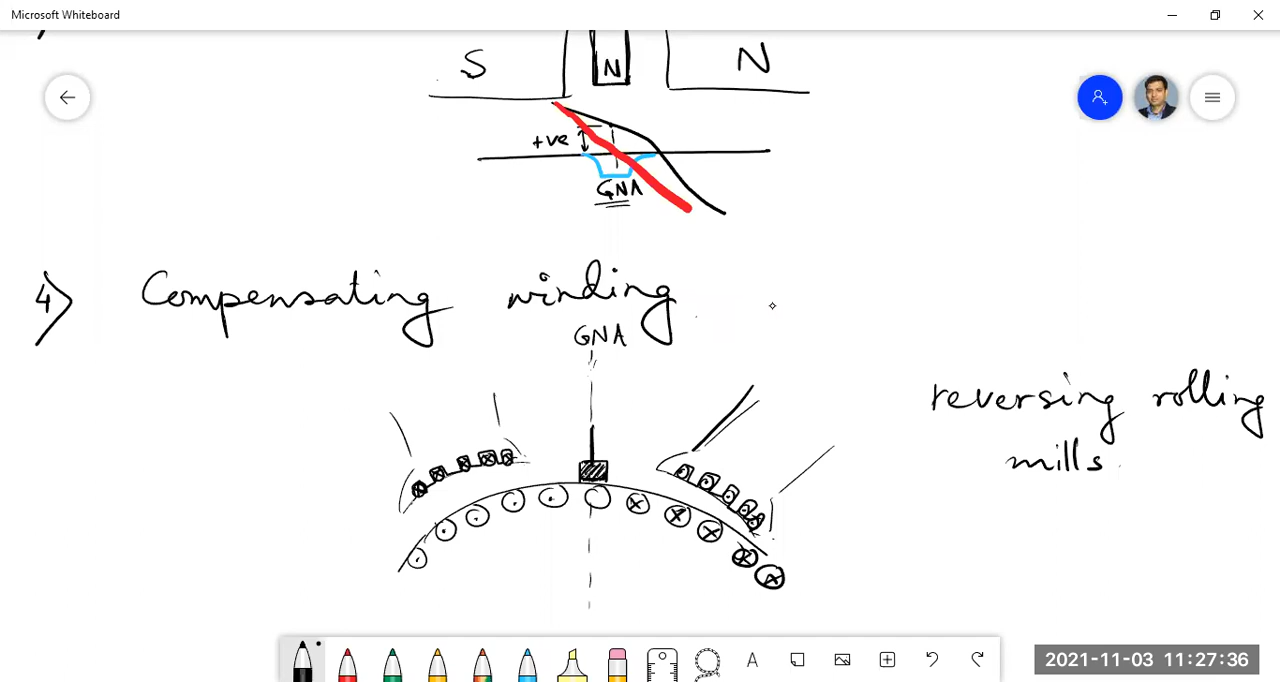 Microsoft Whiteboard
S N N
+ve
GNA
4) Compensating winding
GNA
reversing rolling
mills
A
2021-11-03 11:27:36